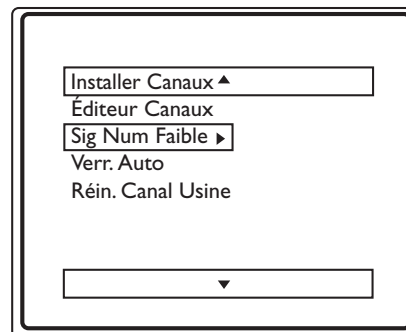 Installer Canaux ▲
Éditeur Canaux
Sig Num Faible ▶
Verr. Auto
Réin. Canal Usine
▼